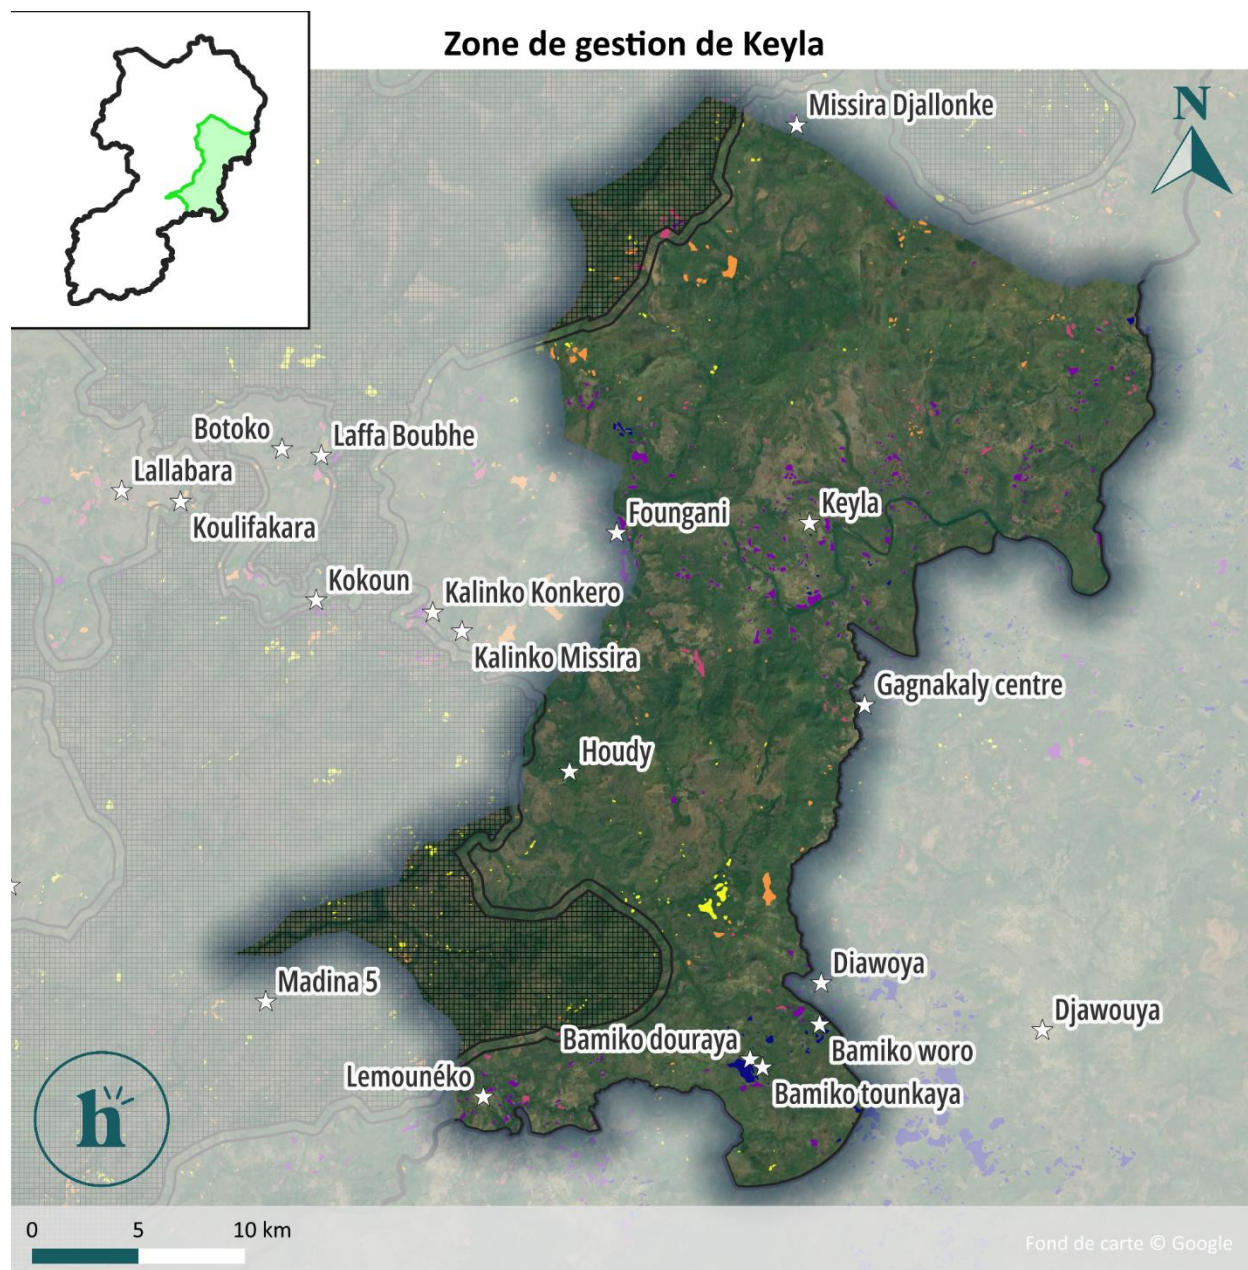 Zone de gestion de Keyla
Missira Djallonke
N
Botoko
Laffa Boubhe
Lallabara
Koulifakara
Foungani
Keyla
Kokoun
Kalinko Konkero
Kalinko Missira
Gagnakaly centre
Houdy
Diawoya
Madina 5
Djawouya
Bamiko douraya
Bamiko woro
Lemounéko
Bamiko tounkaya
h
0 5 10 km
Fond de carte © Google